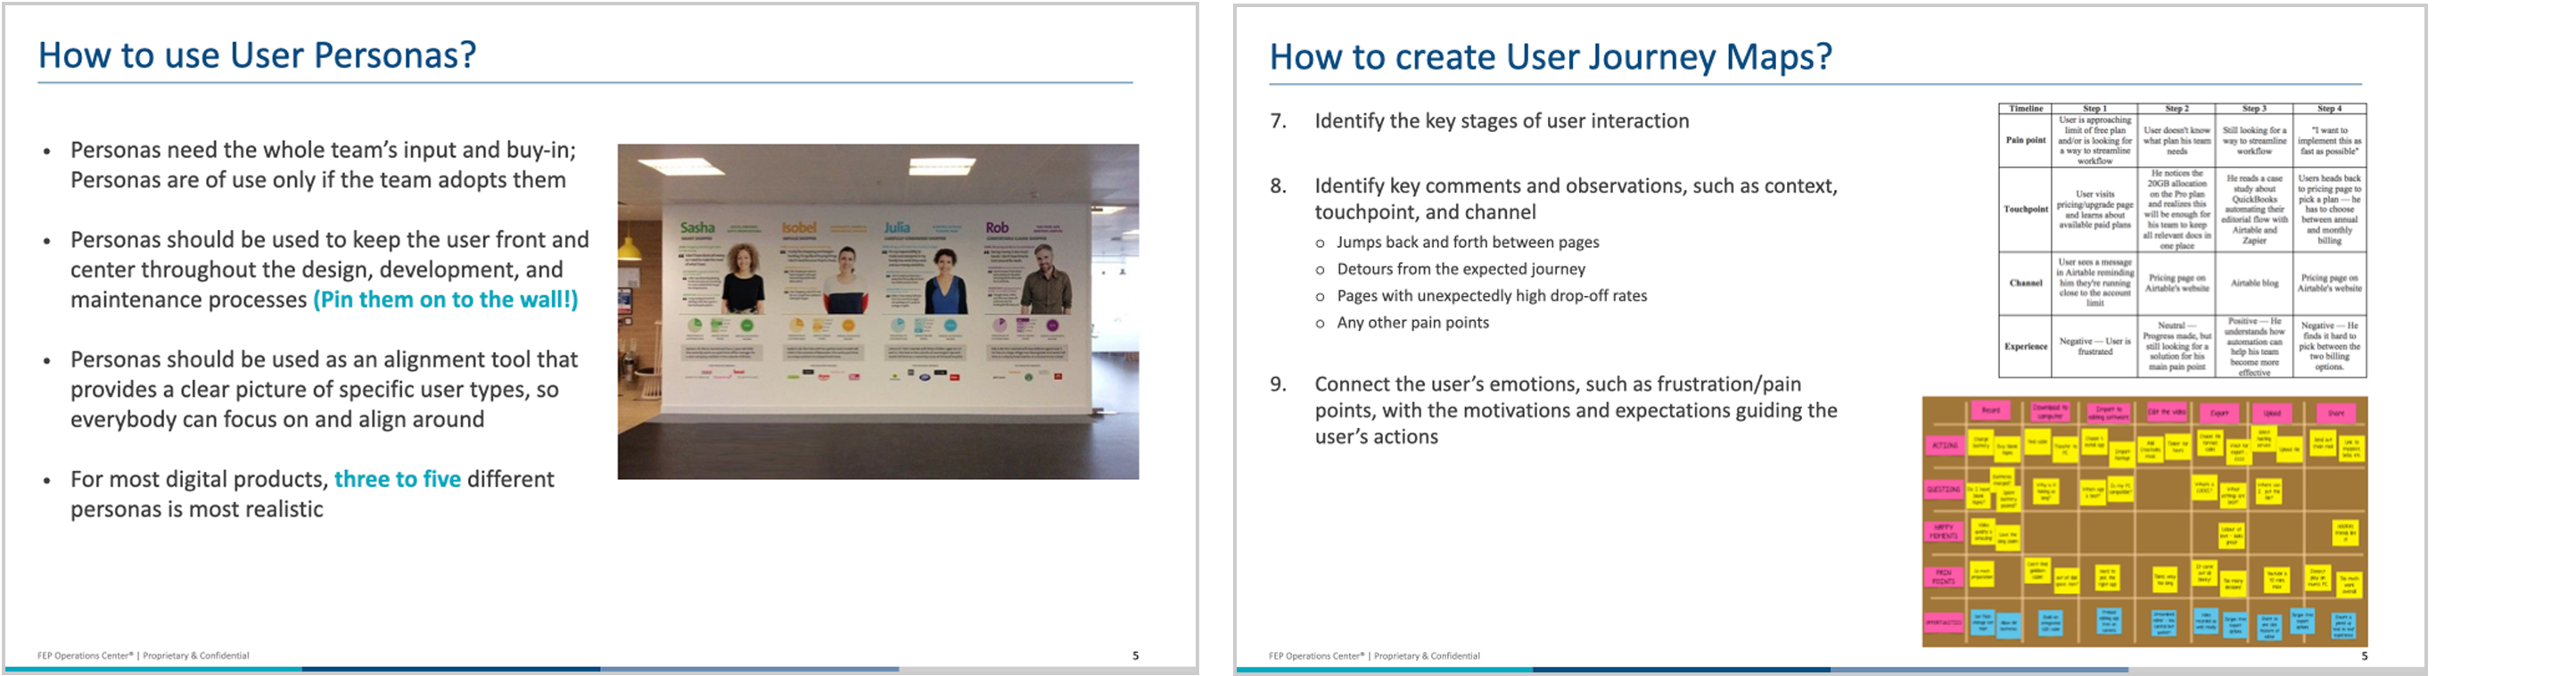 How to use User Personas?
• Personas need the whole team's input and buy-in;
Personas are of use only if the team adopts them
• Personas should be used to keep the user front and
center throughout the design, development, and
maintenance processes (Pin them on to the wall!)
• Personas should be used as an alignment tool that
provides a clear picture of specific user types, so
everybody can focus on and align around
• For most digital products, three to five different
personas is most realistic
Sasha
Isobel
Julia
Rob
FEP Operations Center® | Proprietary & Confidential
5
How to create User Journey Maps?
7. Identify the key stages of user interaction
8. Identify key comments and observations, such as context,
touchpoint, and channel
o Jumps back and forth between pages
o Detours from the expected journey
o Pages with unexpectedly high drop-off rates
o Any other pain points
9. Connect the user's emotions, such as frustration/pain
points, with the motivations and expectations guiding the
user's actions
Timeline Step 1 Step 2 Step 3 Step 4
Pain point
User is approaching
limit of free plan
and/or is looking for
a way to streamline
workflow
User doesn't know
what plan his team
needs
Still looking for a
way to streamline
workflow
"I want to
implement this as
fast as possible"
Touchpoint
User visits
pricing/upgrade page
and learns about
available paid plans
He notices the
20GB allocation
on the Pro plan
and realizes this
will be enough for
his team to keep
all relevant docs in
one place
He reads a case
study about
QuickBooks
automating their
editorial flow with
Airtable and
Zapier
Users heads back
to pricing page to
pick a plan — he
has to choose
between annual
and monthly
billing
Channel
User sees a message
in Airtable reminding
him they're running
close to the account
limit
Pricing page on
Airtable's website
Airtable blog
Pricing page on
Airtable's website
Experience
Negative — User is
frustrated
Neutral —
Progress made, but
still looking for a
solution for his
main pain point
Positive — He
understands how
automation can
help his team
become more
effective
Negative — He
finds it hard to
pick between the
two billing
options.
Record
Download to
computer
Import to
editing software
Edit the video
Export
Upload
Share
ACTIONS
QUESTIONS
HAPPY
MOMENTS
PAIN
POINTS
OPPORTUNITIES
FEP Operations Center® | Proprietary & Confidential
5